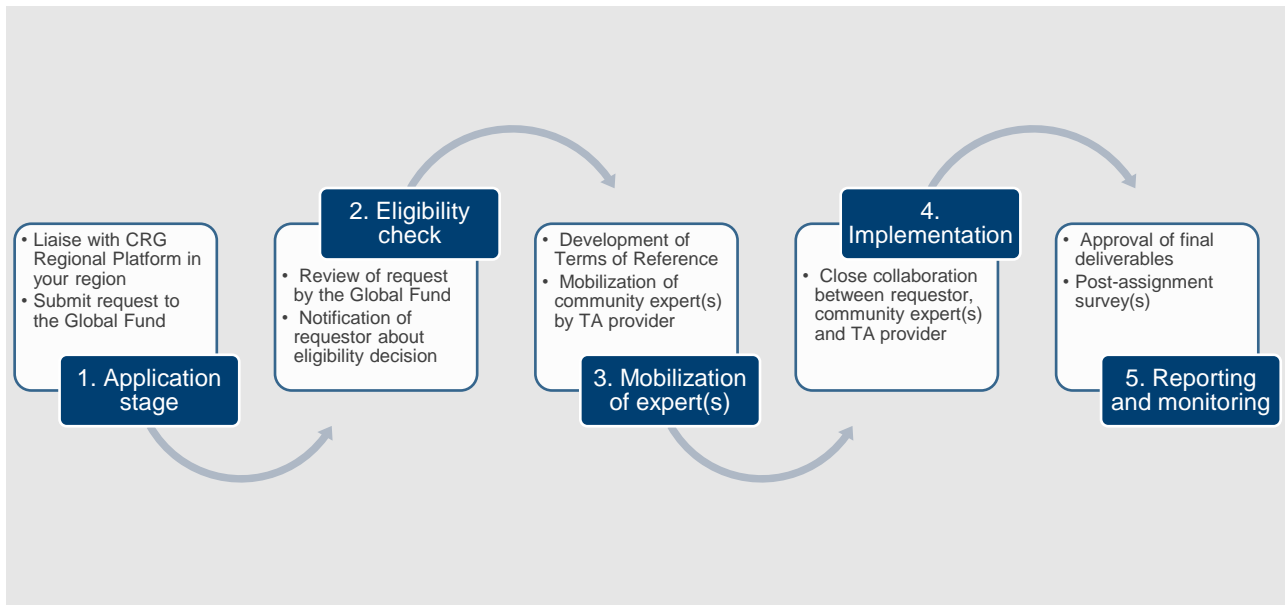 • Liaise with CRG
Regional Platform in
your region
• Submit request to
the Global Fund
1. Application
stage
2. Eligibility
check
• Review of request
by the Global Fund
• Notification of
requestor about
eligibility decision
• Development of
Terms of Reference
• Mobilization of
community expert(s)
by TA provider
3. Mobilization
of expert(s)
4.
Implementation
• Close collaboration
between requestor,
community expert(s)
and TA provider
• Approval of final
deliverables
• Post-assignment
survey(s)
5. Reporting
and monitoring